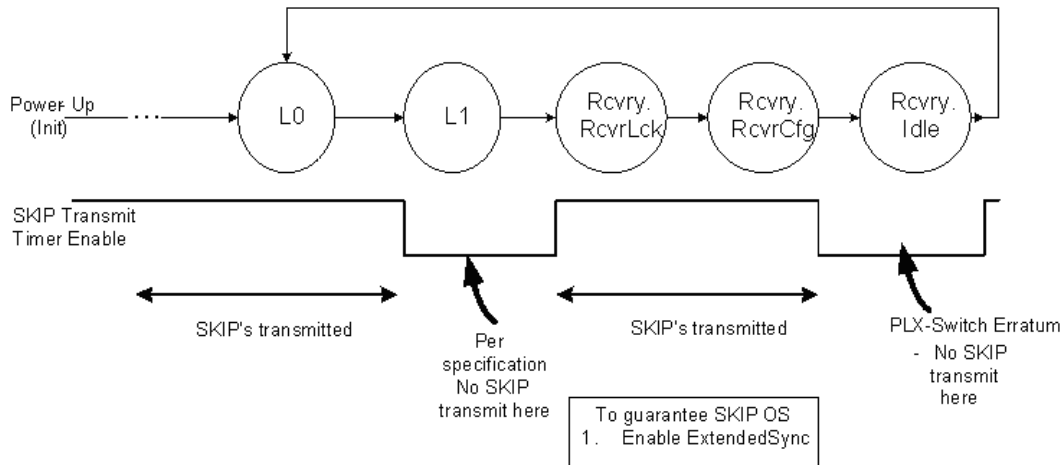 Power-Up
(Init)
...
L0
L1
Rcvry.
RcvrLck
Rcvry.
RcvrCfg
Rcvry.
Idle
SKIP Transmit
Timer Enable
SKIP's transmitted
Per
specification
No SKIP
transmit here
SKIP's transmitted
PLX-Switch Erratum
- No SKIP
transmit
here
To guarantee SKIP OS
1. Enable ExtendedSync